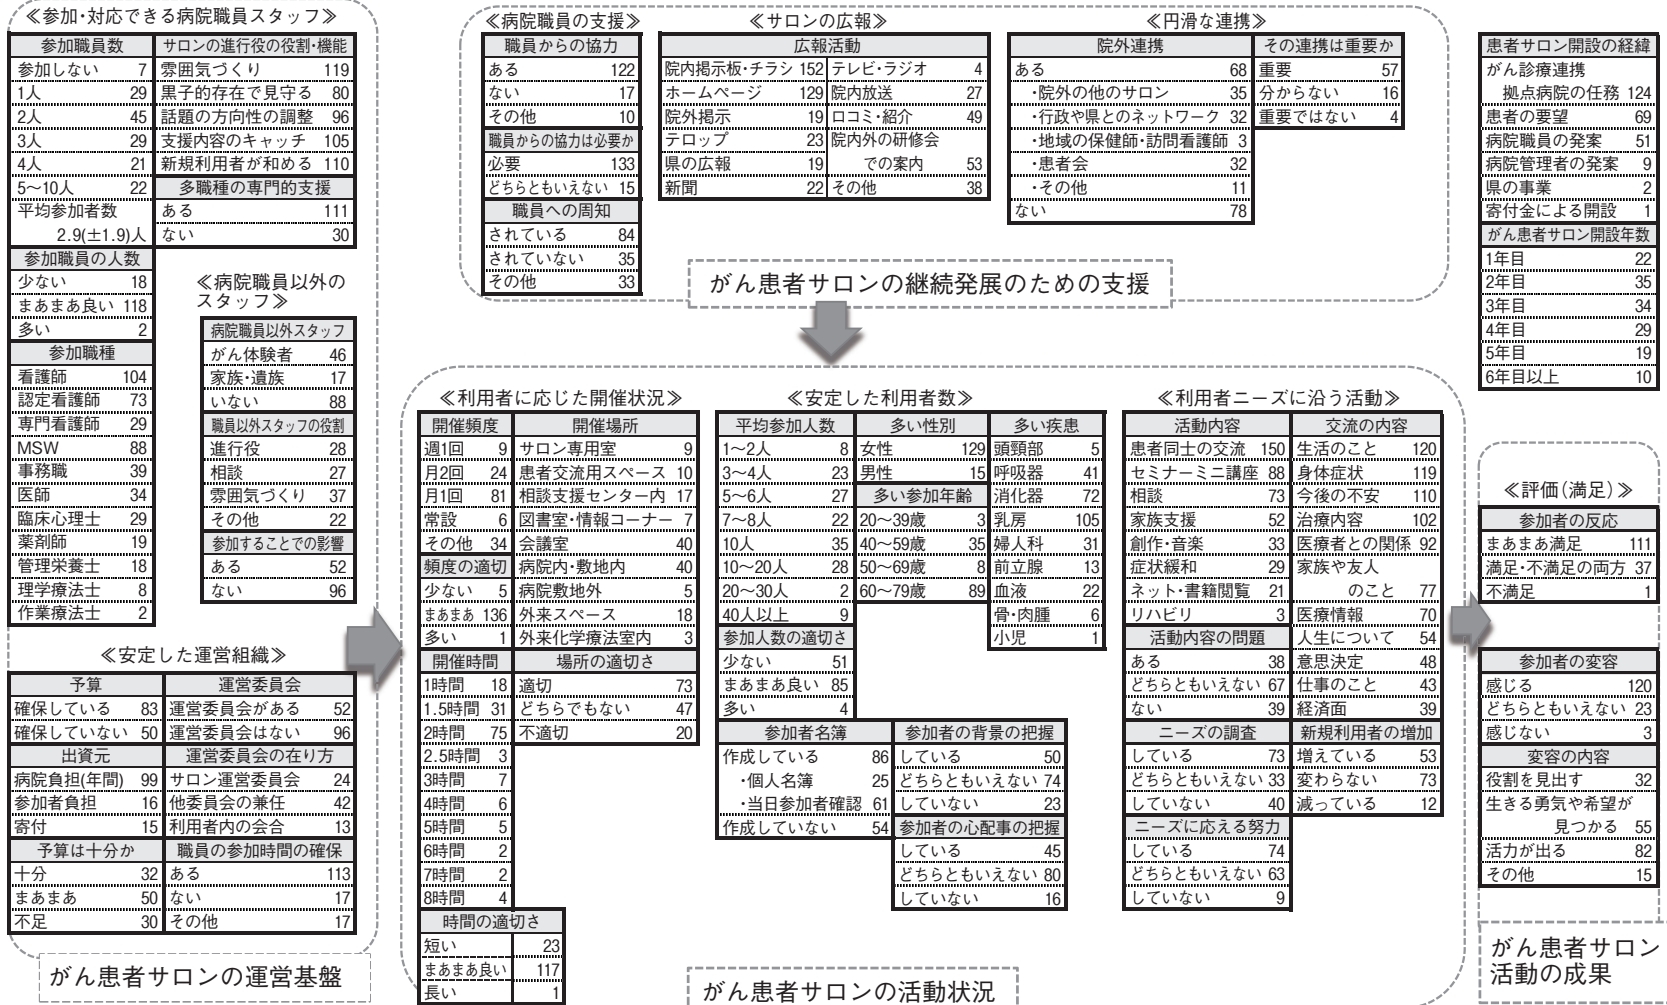 ≪参加･対応できる病院職員スタッフ≫
参加職員数
参加しない 7
1人 29
2人 45
3人 29
4人 21
5〜10人 22
平均参加者数
2.9(±1.9)人
参加職員の人数
少ない 18
まあまあ良い 118
多い 2
参加職種
看護師 104
認定看護師 73
専門看護師 29
MSW 88
事務職 39
医師 34
臨床心理士 29
薬剤師 19
管理栄養士 18
理学療法士 8
作業療法士 2
サロンの進行役の役割･機能
雰囲気づくり 119
黒子的存在で見守る 80
話題の方向性の調整 96
支援内容のキャッチ 105
新規利用者が和める 110
多職種の専門的支援
ある 111
ない 30
≪病院職員以外の
スタッフ≫
病院職員以外スタッフ
がん体験者 46
家族･遺族 17
いない 88
職員以外スタッフの役割
進行役 28
相談 27
雰囲気づくり 37
その他 22
参加することでの影響
ある 52
ない 96
≪安定した運営組織≫
予算
確保している 83
確保していない 50
出資元
病院負担(年間) 99
参加者負担 16
寄付 15
予算は十分か
十分 32
まあまあ 50
不足 30
運営委員会
運営委員会がある 52
運営委員会はない 96
運営委員会の在り方
サロン運営委員会 24
他委員会の兼任 42
利用者内の会合 13
職員の参加時間の確保
ある 113
ない 17
その他 17
がん患者サロンの運営基盤
≪病院職員の支援≫
職員からの協力
ある 122
ない 17
その他 10
職員からの協力は必要か
必要 133
どちらともいえない 15
職員への周知
されている 84
されていない 35
その他 33
≪サロンの広報≫
広報活動
院内掲示板･チラシ 152
ホームページ 129
院外掲示 19
テロップ 23
県の広報 19
新聞 22
テレビ･ラジオ 4
院内放送 27
口コミ･紹介 49
院内外の研修会
での案内 53
その他 38
≪円滑な連携≫
院外連携
ある 68
･院外の他のサロン 35
･行政や県とのネットワーク 32
･地域の保健師･訪問看護師 3
･患者会 32
･その他 11
ない 78
その連携は重要か
重要 57
分からない 16
重要ではない 4
がん患者サロンの継続発展のための支援
≪利用者に応じた開催状況≫
開催頻度
週1回 9
月2回 24
月1回 81
常設 6
その他 34
頻度の適切
少ない 5
まあまあ 136
多い 1
開催時間
1時間 18
1.5時間 31
2時間 75
2.5時間 3
3時間 7
4時間 6
5時間 5
6時間 2
7時間 2
8時間 4
時間の適切さ
短い 23
まあまあ良い 117
長い 1
開催場所
サロン専用室 9
患者交流用スペース 10
相談支援センター内 17
図書室･情報コーナー 7
会議室 40
病院内･敷地内 40
病院敷地外 5
外来スペース 18
外来化学療法室内 3
場所の適切さ
適切 73
どちらでもない 47
不適切 20
≪安定した利用者数≫
平均参加人数
1〜2人 8
3〜4人 23
5〜6人 27
7〜8人 22
10人 35
10〜20人 28
20〜30人 2
40人以上 9
参加人数の適切さ
少ない 51
まあまあ良い 85
多い 4
多い性別
女性 129
男性 15
多い参加年齢
20〜39歳 3
40〜59歳 35
50〜69歳 8
60〜79歳 89
多い疾患
頭頸部 5
呼吸器 41
消化器 72
乳房 105
婦人科 31
前立腺 13
血液 22
骨･肉腫 6
小児 1
参加者名簿
作成している 86
･個人名簿 25
･当日参加者確認 61
作成していない 54
参加者の背景の把握
している 50
どちらともいえない 74
していない 23
参加者の心配事の把握
している 45
どちらともいえない 80
していない 16
≪利用者ニーズに沿う活動≫
活動内容
患者同士の交流 150
セミナーミニ講座 88
相談 73
家族支援 52
創作･音楽 33
症状緩和 29
ネット･書籍閲覧 21
リハビリ 3
活動内容の問題
ある 38
どちらともいえない 67
ない 39
ニーズの調査
している 73
どちらともいえない 33
していない 40
ニーズに応える努力
している 74
どちらともいえない 63
していない 9
交流の内容
生活のこと 120
身体症状 119
今後の不安 110
治療内容 102
医療者との関係 92
家族や友人
のこと 77
医療情報 70
人生について 54
意思決定 48
仕事のこと 43
経済面 39
新規利用者の増加
増えている 53
変わらない 73
減っている 12
がん患者サロンの活動状況
患者サロン開設の経緯
がん診療連携
拠点病院の任務 124
患者の要望 69
病院職員の発案 51
病院管理者の発案 9
県の事業 2
寄付金による開設 1
がん患者サロン開設年数
1年目 22
2年目 35
3年目 34
4年目 29
5年目 19
6年目以上 10
≪評価(満足)≫
参加者の反応
まあまあ満足 111
満足･不満足の両方 37
不満足 1
参加者の変容
感じる 120
どちらともいえない 23
感じない 3
変容の内容
役割を見出す 32
生きる勇気や希望が
見つかる 55
活力が出る 82
その他 15
がん患者サロン
活動の成果